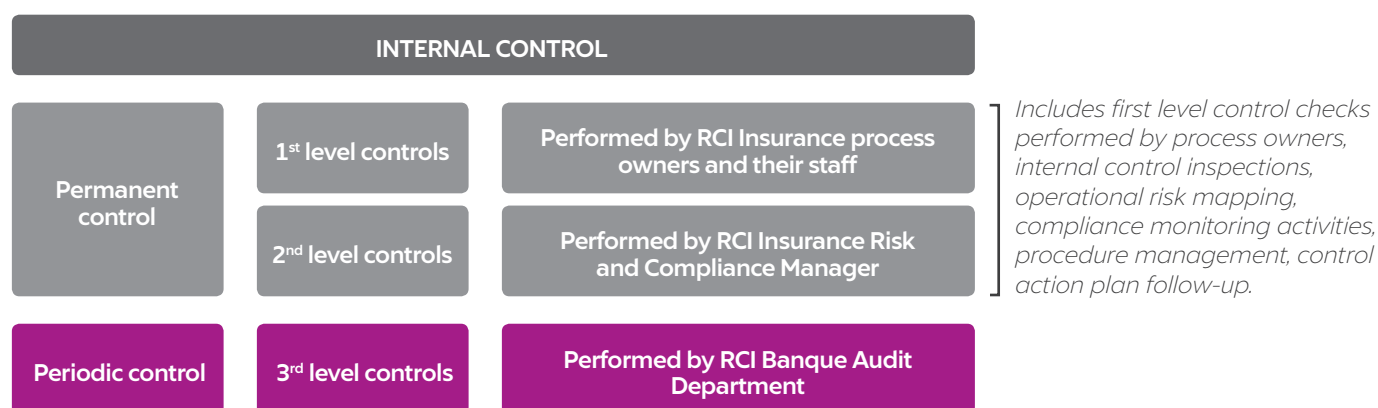 INTERNAL CONTROL
Permanent
control
1st level controls
Performed by RCI Insurance process
owners and their staff
2nd level controls
Performed by RCI Insurance Risk
and Compliance Manager
Includes first level control checks
performed by process owners,
internal control inspections,
operational risk mapping,
compliance monitoring activities,
procedure management, control
action plan follow-up.
Periodic control
3rd level controls
Performed by RCI Banque Audit
Department